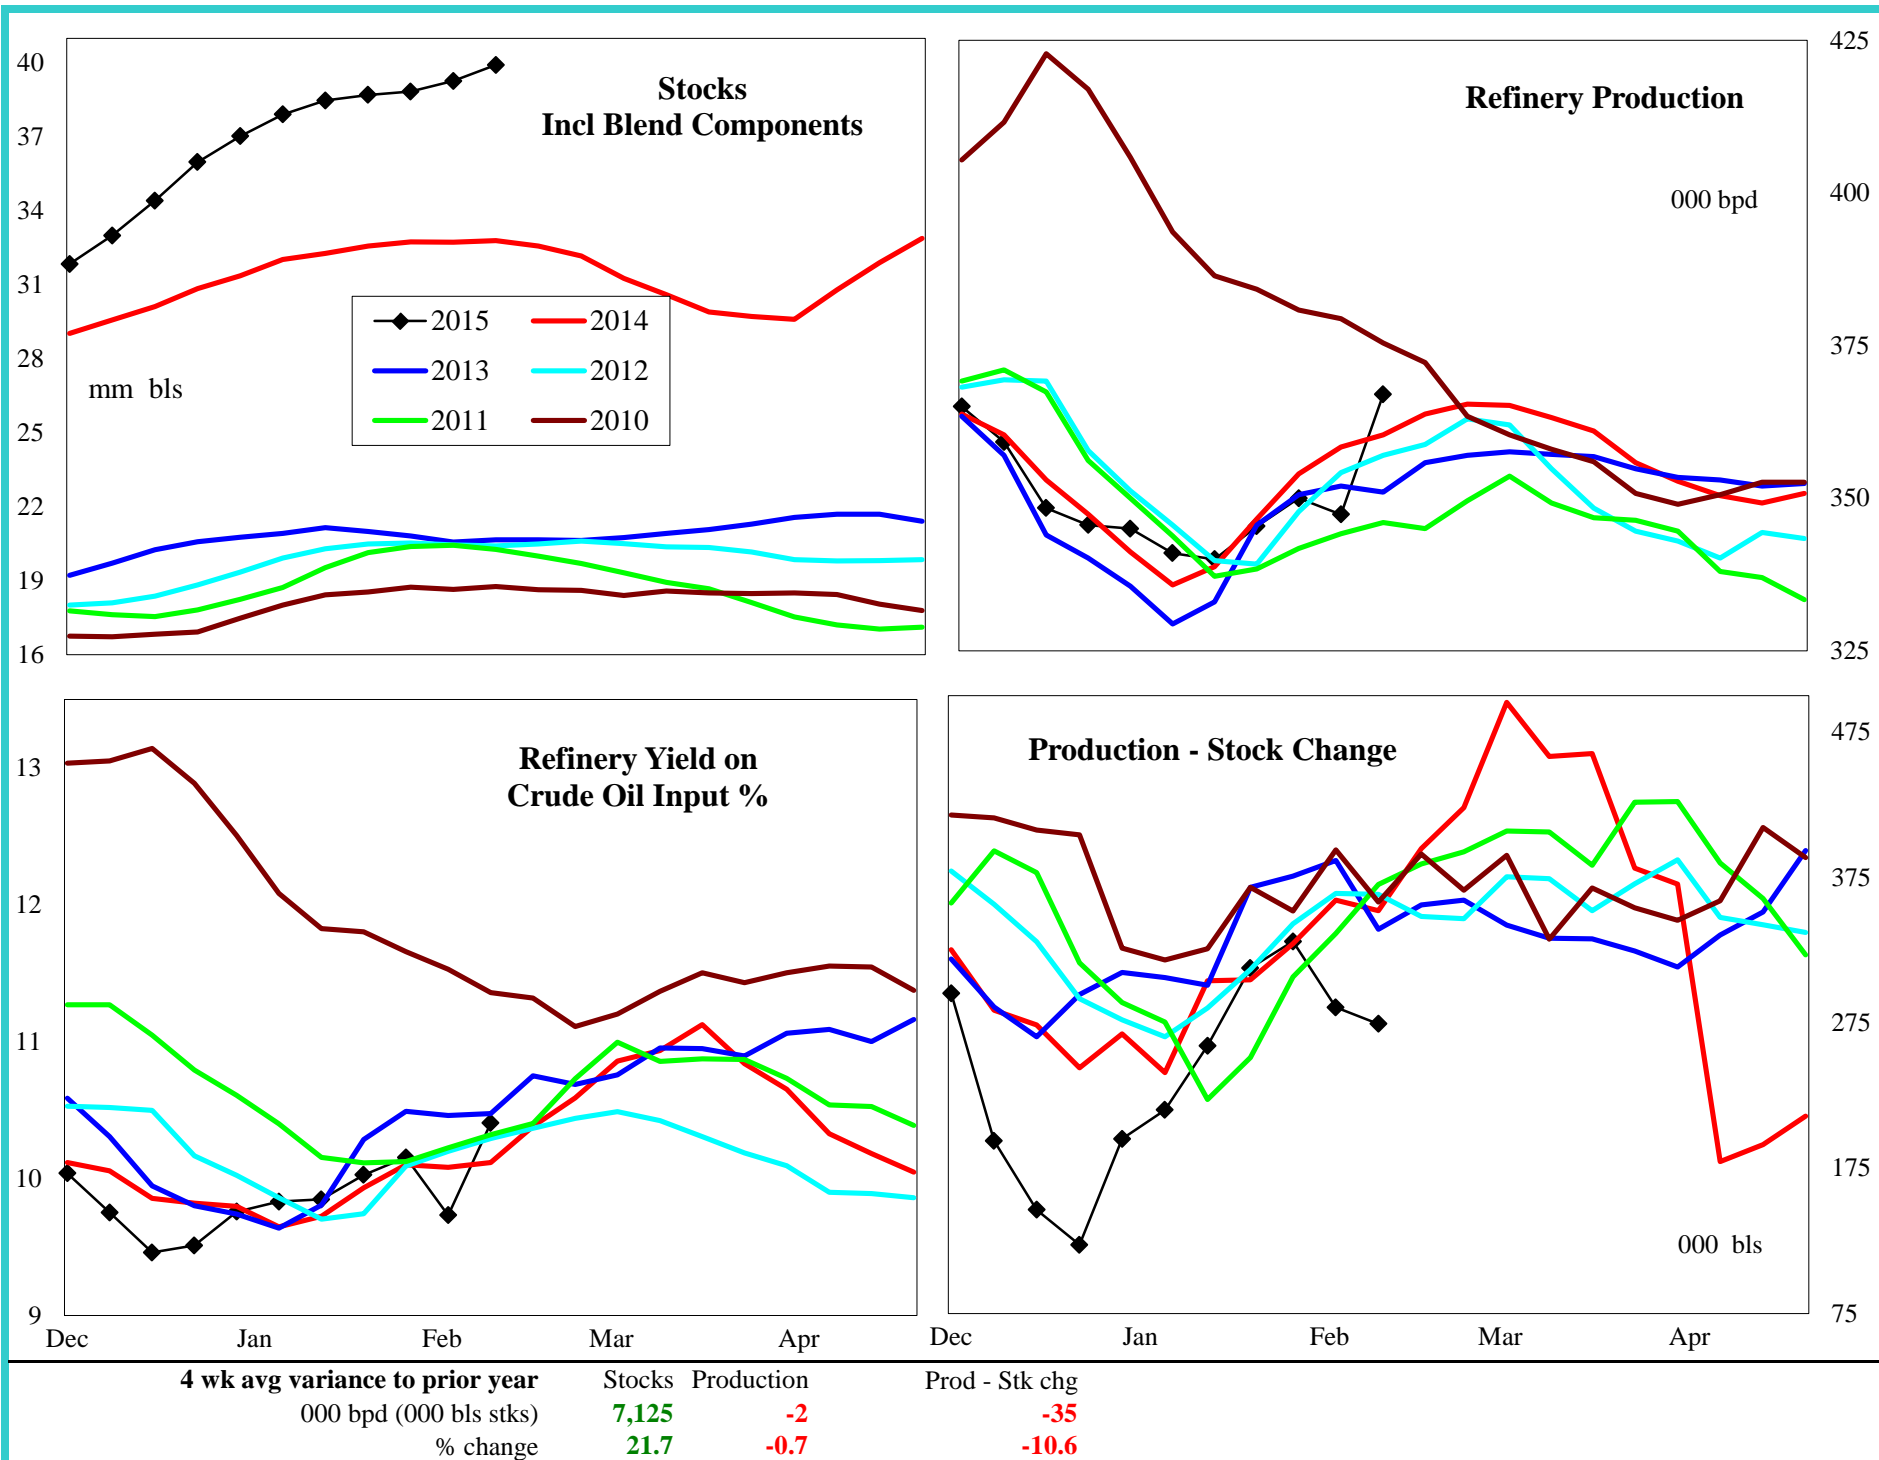 Stocks
Incl Blend Components
40
37
34
31
28
25
22
19
16
mm bls
2015
2014
2013
2012
2011
2010
Refinery Production
000 bpd
425
400
375
350
325
Refinery Yield on
Crude Oil Input %
13
12
11
10
9
Dec Jan Feb Mar Apr
Production - Stock Change
475
375
275
175
75
000 bls
Dec Jan Feb Mar Apr
4 wk avg variance to prior year Stocks Production Prod - Stk chg
000 bpd (000 bls stks) 7,125 -2 -35
% change 21.7 -0.7 -10.6